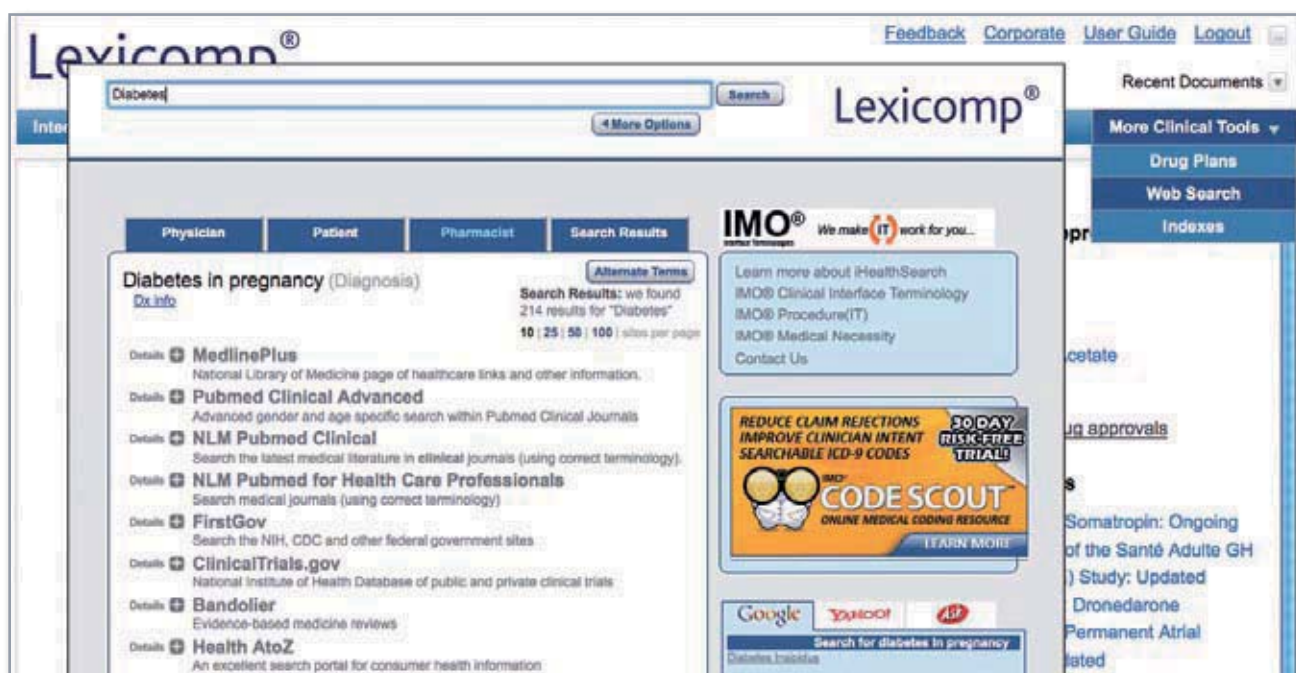 Lexicomp®
Feedback Corporate User Guide Logout
Recent Documents
More Clinical Tools
Drug Plans
Web Search
Indexes
Diabetes
Search
More Options
Lexicomp®
Physician Patient Pharmacist Search Results
Diabetes in pregnancy (Diagnosis)
Dx info
Alternate Terms
Search Results: we found
214 results for "Diabetes"
10 | 25 | 50 | 100 | sites per page
Details MedlinePlus
National Library of Medicine page of healthcare links and other information.
Details Pubmed Clinical Advanced
Advanced gender and age specific search within Pubmed Clinical Journals
Details NLM Pubmed Clinical
Search the latest medical literature in clinical journals (using correct terminology).
Details NLM Pubmed for Health Care Professionals
Search medical journals (using correct terminology)
Details FirstGov
Search the NIH, CDC and other federal government sites
Details ClinicalTrials.gov
National Institute of Health Database of public and private clinical trials
Details Bandolier
Evidence-based medicine reviews
Details Health AtoZ
An excellent search portal for consumer health information
IMO® We make (IT) work for you...
Learn more about iHealthSearch
IMO® Clinical Interface Terminology
IMO® Procedure(IT)
IMO® Medical Necessity
Contact Us
REDUCE CLAIM REJECTIONS
IMPROVE CLINICIAN INTENT
SEARCHABLE ICD-9 CODES
30 DAY
RISK-FREE
TRIAL!
IMO®
CODE SCOUT™
ONLINE MEDICAL CODING RESOURCE
LEARN MORE
Google YAHOO! Ask
Search for diabetes in pregnancy
Diabetes Insipidus
cetate
ug approvals
s
Somatropin: Ongoing
of the Santé Adulte GH
) Study: Updated
Dronedarone
Permanent Atrial
dated